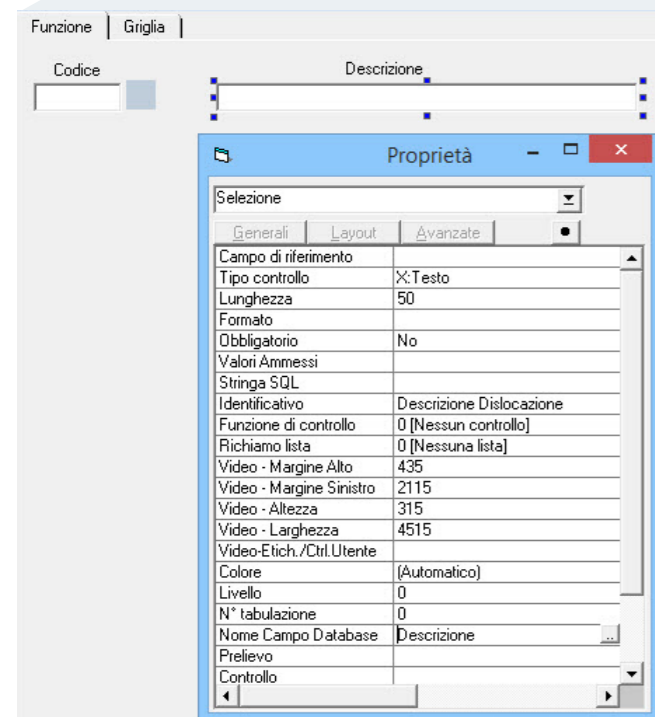 Funzione Griglia
Codice Descrizione
Proprietà
Selezione
Generali Layout Avanzate
Campo di riferimento
Tipo controllo X:Testo
Lunghezza 50
Formato
Obbligatorio No
Valori Ammessi
Stringa SQL
Identificativo Descrizione Dislocazione
Funzione di controllo 0 [Nessun controllo]
Richiamo lista 0 [Nessuna lista]
Video - Margine Alto 435
Video - Margine Sinistro 2115
Video - Altezza 315
Video - Larghezza 4515
Video-Etich./Ctrl.Utente
Colore (Automatico)
Livello 0
N° tabulazione 0
Nome Campo Database Descrizione ...
Prelievo
Controllo